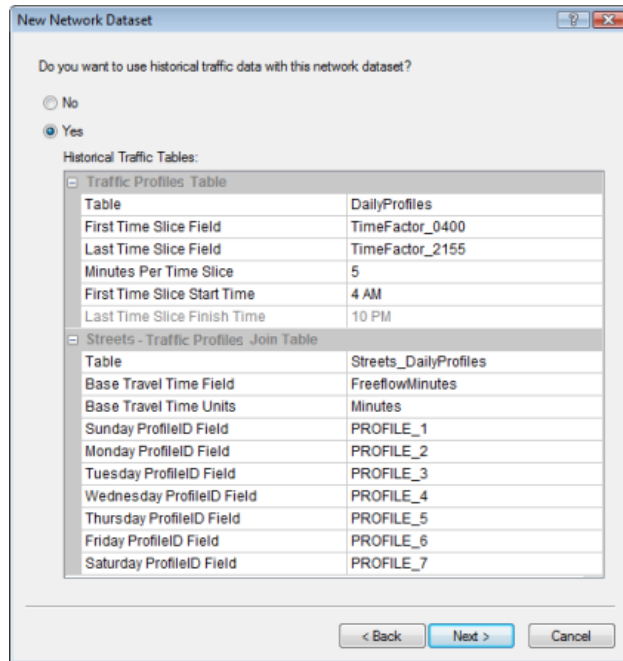 New Network Dataset
Do you want to use historical traffic data with this network dataset?
No
Yes
Historical Traffic Tables:
Traffic Profiles Table
Table DailyProfiles
First Time Slice Field TimeFactor_0400
Last Time Slice Field TimeFactor_2155
Minutes Per Time Slice 5
First Time Slice Start Time 4 AM
Last Time Slice Finish Time 10 PM
Streets - Traffic Profiles Join Table
Table Streets_DailyProfiles
Base Travel Time Field FreeflowMinutes
Base Travel Time Units Minutes
Sunday ProfileID Field PROFILE_1
Monday ProfileID Field PROFILE_2
Tuesday ProfileID Field PROFILE_3
Wednesday ProfileID Field PROFILE_4
Thursday ProfileID Field PROFILE_5
Friday ProfileID Field PROFILE_6
Saturday ProfileID Field PROFILE_7
< Back Next > Cancel